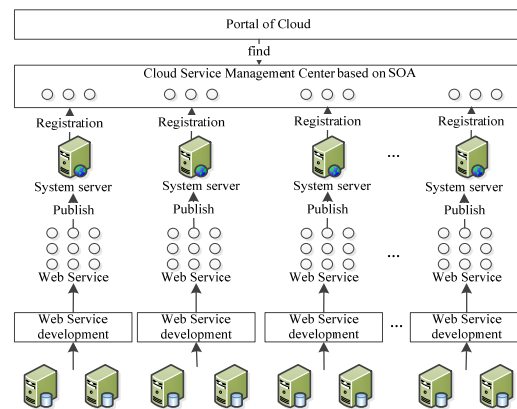 Portal of Cloud
find
Cloud Service Management Center based on SOA
Registration Registration Registration Registration
...
System server System server System server System server
Publish Publish Publish Publish
...
Web Service Web Service Web Service Web Service
Web Service Web Service Web Service ... Web Service
development development development development